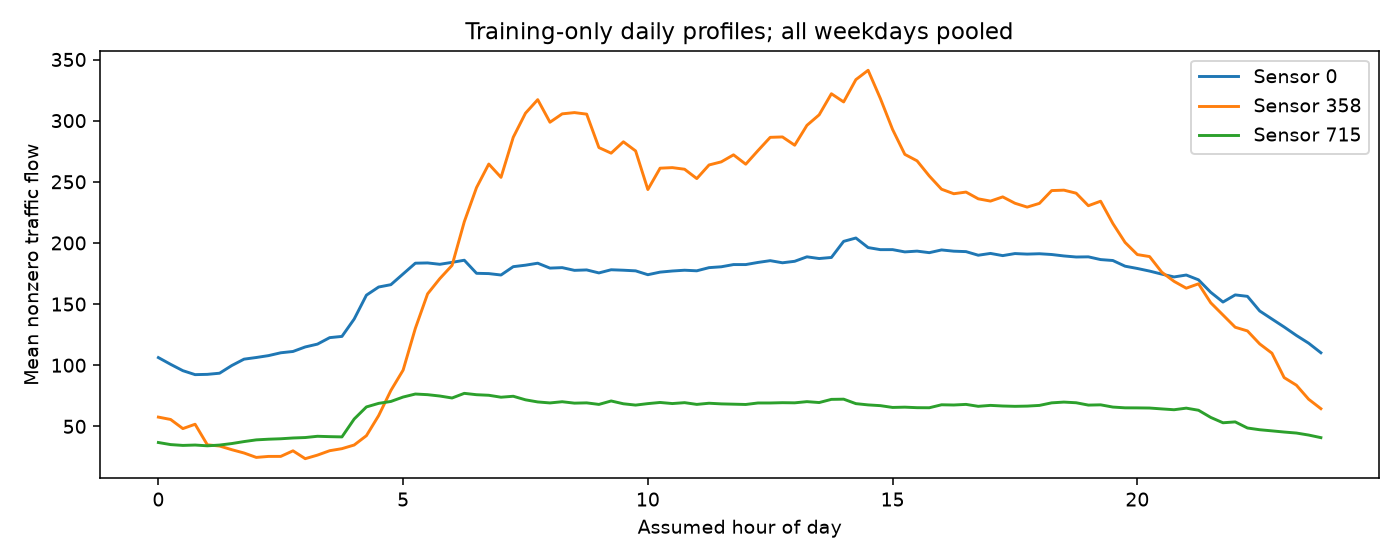 Training-only daily profiles; all weekdays pooled
Sensor 0
Sensor 358
Sensor 715
Mean nonzero traffic flow
350
300
250
200
150
100
50
0 5 10 15 20
Assumed hour of day